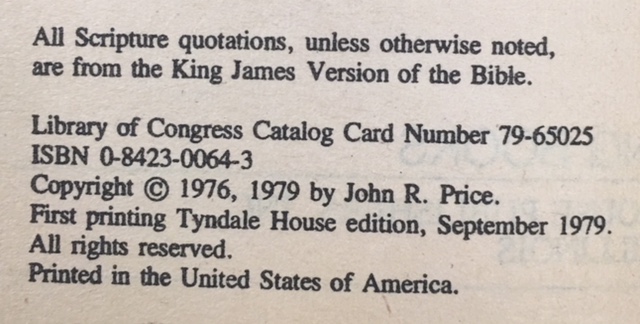 All Scripture quotations, unless otherwise noted,
are from the King James Version of the Bible.
Library of Congress Catalog Card Number 79-65025
ISBN 0-8423-0064-3
Copyright © 1976, 1979 by John R. Price.
First printing Tyndale House edition, September 1979.
All rights reserved.
Printed in the United States of America.